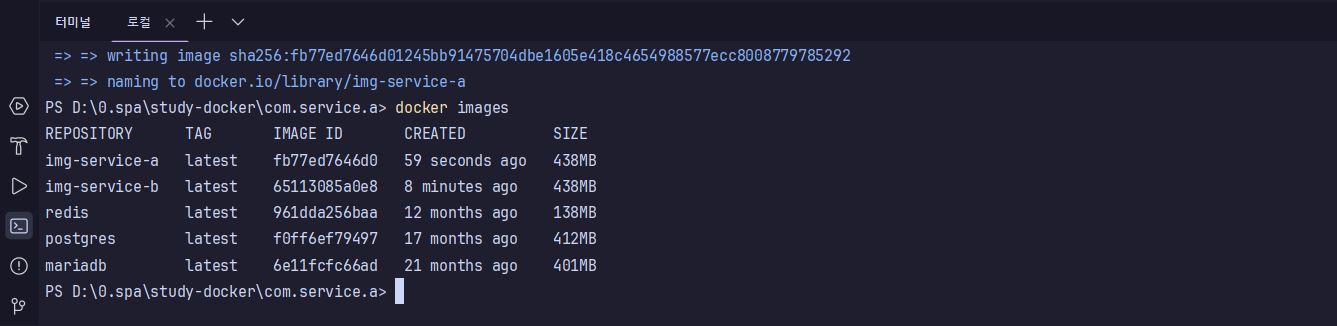 터미널 로컬
=> => writing image sha256:fb77ed7646d01245bb91475704dbe1605e418c4654988577ecc8008779785292
=> => naming to docker.io/library/img-service-a
PS D:\0.spa\study-docker\com.service.a> docker images
REPOSITORY TAG IMAGE ID CREATED SIZE
img-service-a latest fb77ed7646d0 59 seconds ago 438MB
img-service-b latest 65113085a0e8 8 minutes ago 438MB
redis latest 961dda256baa 12 months ago 138MB
postgres latest f0ff6ef79497 17 months ago 412MB
mariadb latest 6e11fcfc66ad 21 months ago 401MB
PS D:\0.spa\study-docker\com.service.a>